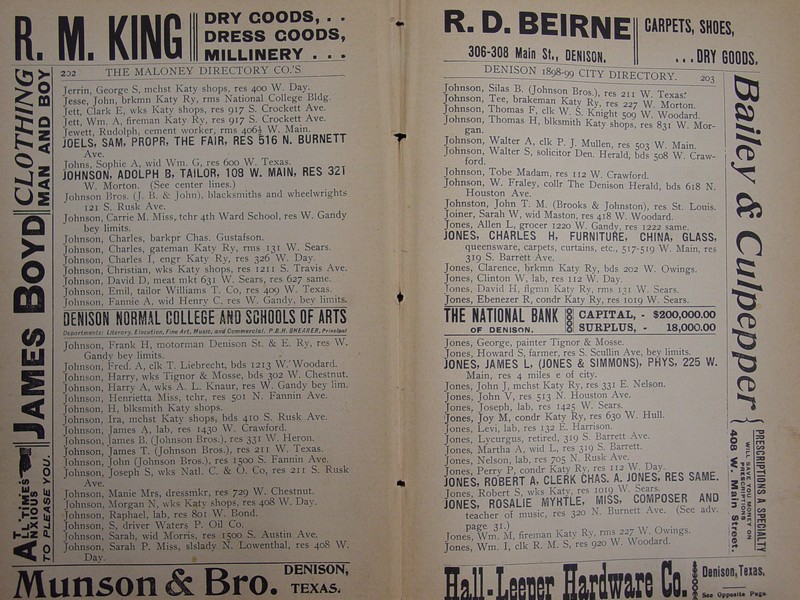 R. M. KING
DRY GOODS, . .
DRESS GOODS,
MILLINERY . . .
202 THE MALONEY DIRECTORY CO.'S
Jerrin, George S, mchst Katy shops, res 400 W. Day.
Jesse, John, brkmn Katy Ry, rms National College Bldg.
Jett, Clark E, wks Katy shops, res 917 S. Crockett Ave.
Jett, Wm. A, fireman Katy Ry, res 917 S. Crockett Ave.
Jewett, Rudolph, cement worker, rms 406½ W. Main.
JOELS, SAM, PROPR, THE FAIR, RES 516 N. BURNETT
Ave.
Johns, Sophie A, wid Wm. G, res 600 W. Texas.
JOHNSON, ADOLPH B, TAILOR, 108 W. MAIN, RES 321
W. Morton. (See center lines.)
Johnson Bros. (J. B. & John), blacksmiths and wheelwrights
121 S. Rusk Ave.
Johnson, Carrie M. Miss, tchr 4th Ward School, res W. Gandy
bey limits.
Johnson, Charles, barkpr Chas. Gustafson.
Johnson, Charles, gateman Katy Ry, rms 131 W. Sears.
Johnson, Charles I, engr Katy Ry, res 326 W. Day.
Johnson, Christian, wks Katy shops, res 1211 S. Travis Ave.
Johnson, David D, meat mkt 631 W. Sears, res 627 same.
Johnson, Emil, tailor Williams T. Co, res 409 W. Texas.
Johnson, Fannie A, wid Henry C, res W. Gandy, bey limits.
DENISON NORMAL COLLEGE AND SCHOOLS OF ARTS
Departments: Literary, Elocution, Fine Art, Music, and Commercial. P.B.H. SHEARER, Principal
Johnson, Frank H, motorman Denison St. & E. Ry, res W.
Gandy bey limits.
Johnson, Fred. A, clk T. Liebrecht, bds 1213 W. Woodard.
Johnson, Harry, wks Tignor & Mosse, bds 302 W. Chestnut.
Johnson, Harry A, wks A. L. Knaur, res W. Gandy bey lim.
Johnson, Henrietta Miss, tchr, res 501 N. Fannin Ave.
Johnson, H, blksmith Katy shops.
Johnson, Ira, mchst Katy shops, bds 410 S. Rusk Ave.
Johnson, James A, lab, res 1430 W. Crawford.
Johnson, James B. (Johnson Bros.), res 331 W. Heron.
Johnson, James T. (Johnson Bros.), res 211 W. Texas.
Johnson, John (Johnson Bros.), res 1500 S. Fannin Ave.
Johnson, Joseph S, wks Natl. C. & O. Co, res 211 S. Rusk
Ave.
Johnson, Manie Mrs, dressmkr, res 729 W. Chestnut.
Johnson, Morgan N, wks Katy shops, res 408 W. Day.
Johnson, Raphael, lab, res 801 W. Bond.
Johnson, S, driver Waters P. Oil Co.
Johnson, Sarah, wid Morris, res 1500 S. Austin Ave.
Johnson, Sarah P. Miss, slslady N. Lowenthal, res 408 W.
Day.
JAMES BOYD
CLOTHING
MAN AND BOY
AT ALL TIMES
ANXIOUS
TO PLEASE YOU.
Munson & Bro.
DENISON,
TEXAS.
R. D. BEIRNE
306-308 Main St., DENISON.
CARPETS, SHOES,
. . . DRY GOODS.
DENISON 1898-99 CITY DIRECTORY. 203
Johnson, Silas B. (Johnson Bros.), res 211 W. Texas.
Johnson, Tee, brakeman Katy Ry, res 227 W. Morton.
Johnson, Thomas F, clk W. S. Knight 509 W. Woodard.
Johnson, Thomas H, blksmith Katy shops, res 831 W. Mor-
gan.
Johnson, Walter A, clk P. J. Mullen, res 503 W. Main.
Johnson, Walter S, solicitor Den. Herald, bds 508 W. Craw-
ford.
Johnson, Tobe Madam, res 112 W. Crawford.
Johnson, W. Fraley, collr The Denison Herald, bds 618 N.
Houston Ave.
Johnston, John T. M. (Brooks & Johnston), res St. Louis.
Joiner, Sarah W, wid Maston, res 418 W. Woodard.
Jones, Allen L, grocer 1220 W. Gandy, res 1222 same.
JONES, CHARLES H, FURNITURE, CHINA, GLASS,
queensware, carpets, curtains, etc., 517-519 W. Main, res
319 S. Barrett Ave.
Jones, Clarence, brkmn Katy Ry, bds 202 W. Owings.
Jones, Clinton W, lab, res 112 W. Day.
Jones, David H, flgmn Katy Ry, rms 131 W. Sears.
Jones, Ebenezer R, condr Katy Ry, res 1019 W. Sears.
THE NATIONAL BANK
OF DENISON.
CAPITAL, - $200,000.00
SURPLUS, - 18,000.00
Jones, George, painter Tignor & Mosse.
Jones, Howard S, farmer, res S. Scullin Ave, bey limits.
JONES, JAMES L, (JONES & SIMMONS), PHYS, 225 W.
Main, res 4 miles e of city.
Jones, John J, mchst Katy Ry, res 331 E. Nelson.
Jones, John V, res 513 N. Houston Ave.
Jones, Joseph, lab, res 1425 W. Sears.
Jones, Joy M, condr Katy Ry, res 630 W. Hull.
Jones, Levi, lab, res 132 E. Harrison.
Jones, Lycurgus, retired, 319 S. Barrett Ave.
Jones, Martha A, wid L, res 319 S. Barrett.
Jones, Nelson, lab, res 705 N. Rusk Ave.
Jones, Perry P, condr Katy Ry, res 112 W. Day.
JONES, ROBERT A, CLERK CHAS. A. JONES, RES SAME.
Jones, Robert S, wks Katy, res 1019 W. Sears.
JONES, ROSALIE MYHTLE, MISS, COMPOSER AND
teacher of music, res 320 N. Burnett Ave. (See adv.
page 31.)
Jones, Wm. M, fireman Katy Ry, rms 227 W. Owings.
Jones, Wm. I, clk R. M. S, res 920 W. Woodard.
Bailey & Culpepper
PRESCRIPTIONS A SPECIALTY
WILL SAVE YOU MONEY ON
PRESCRIPTIONS
408 W. Main Street.
Hall-Leeper Hardware Co.
Denison, Texas,
See Opposite Page